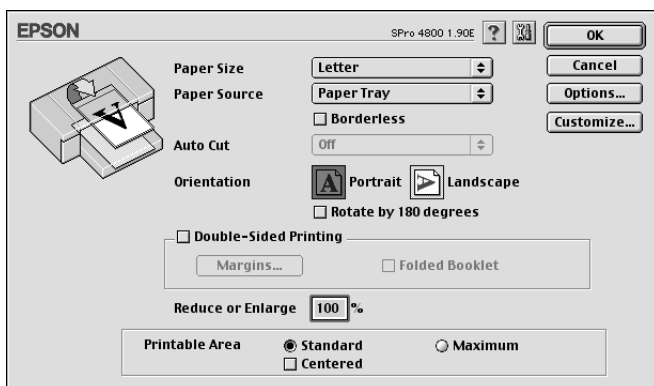 EPSON SPro 4800 1.90E ? OK
Paper Size Letter Cancel
Paper Source Paper Tray Options...
Borderless Customize...
Auto Cut Off
Orientation A Portrait A Landscape
Rotate by 180 degrees
Double-Sided Printing
Margins... Folded Booklet
Reduce or Enlarge 100 %
Printable Area Standard Maximum
Centered